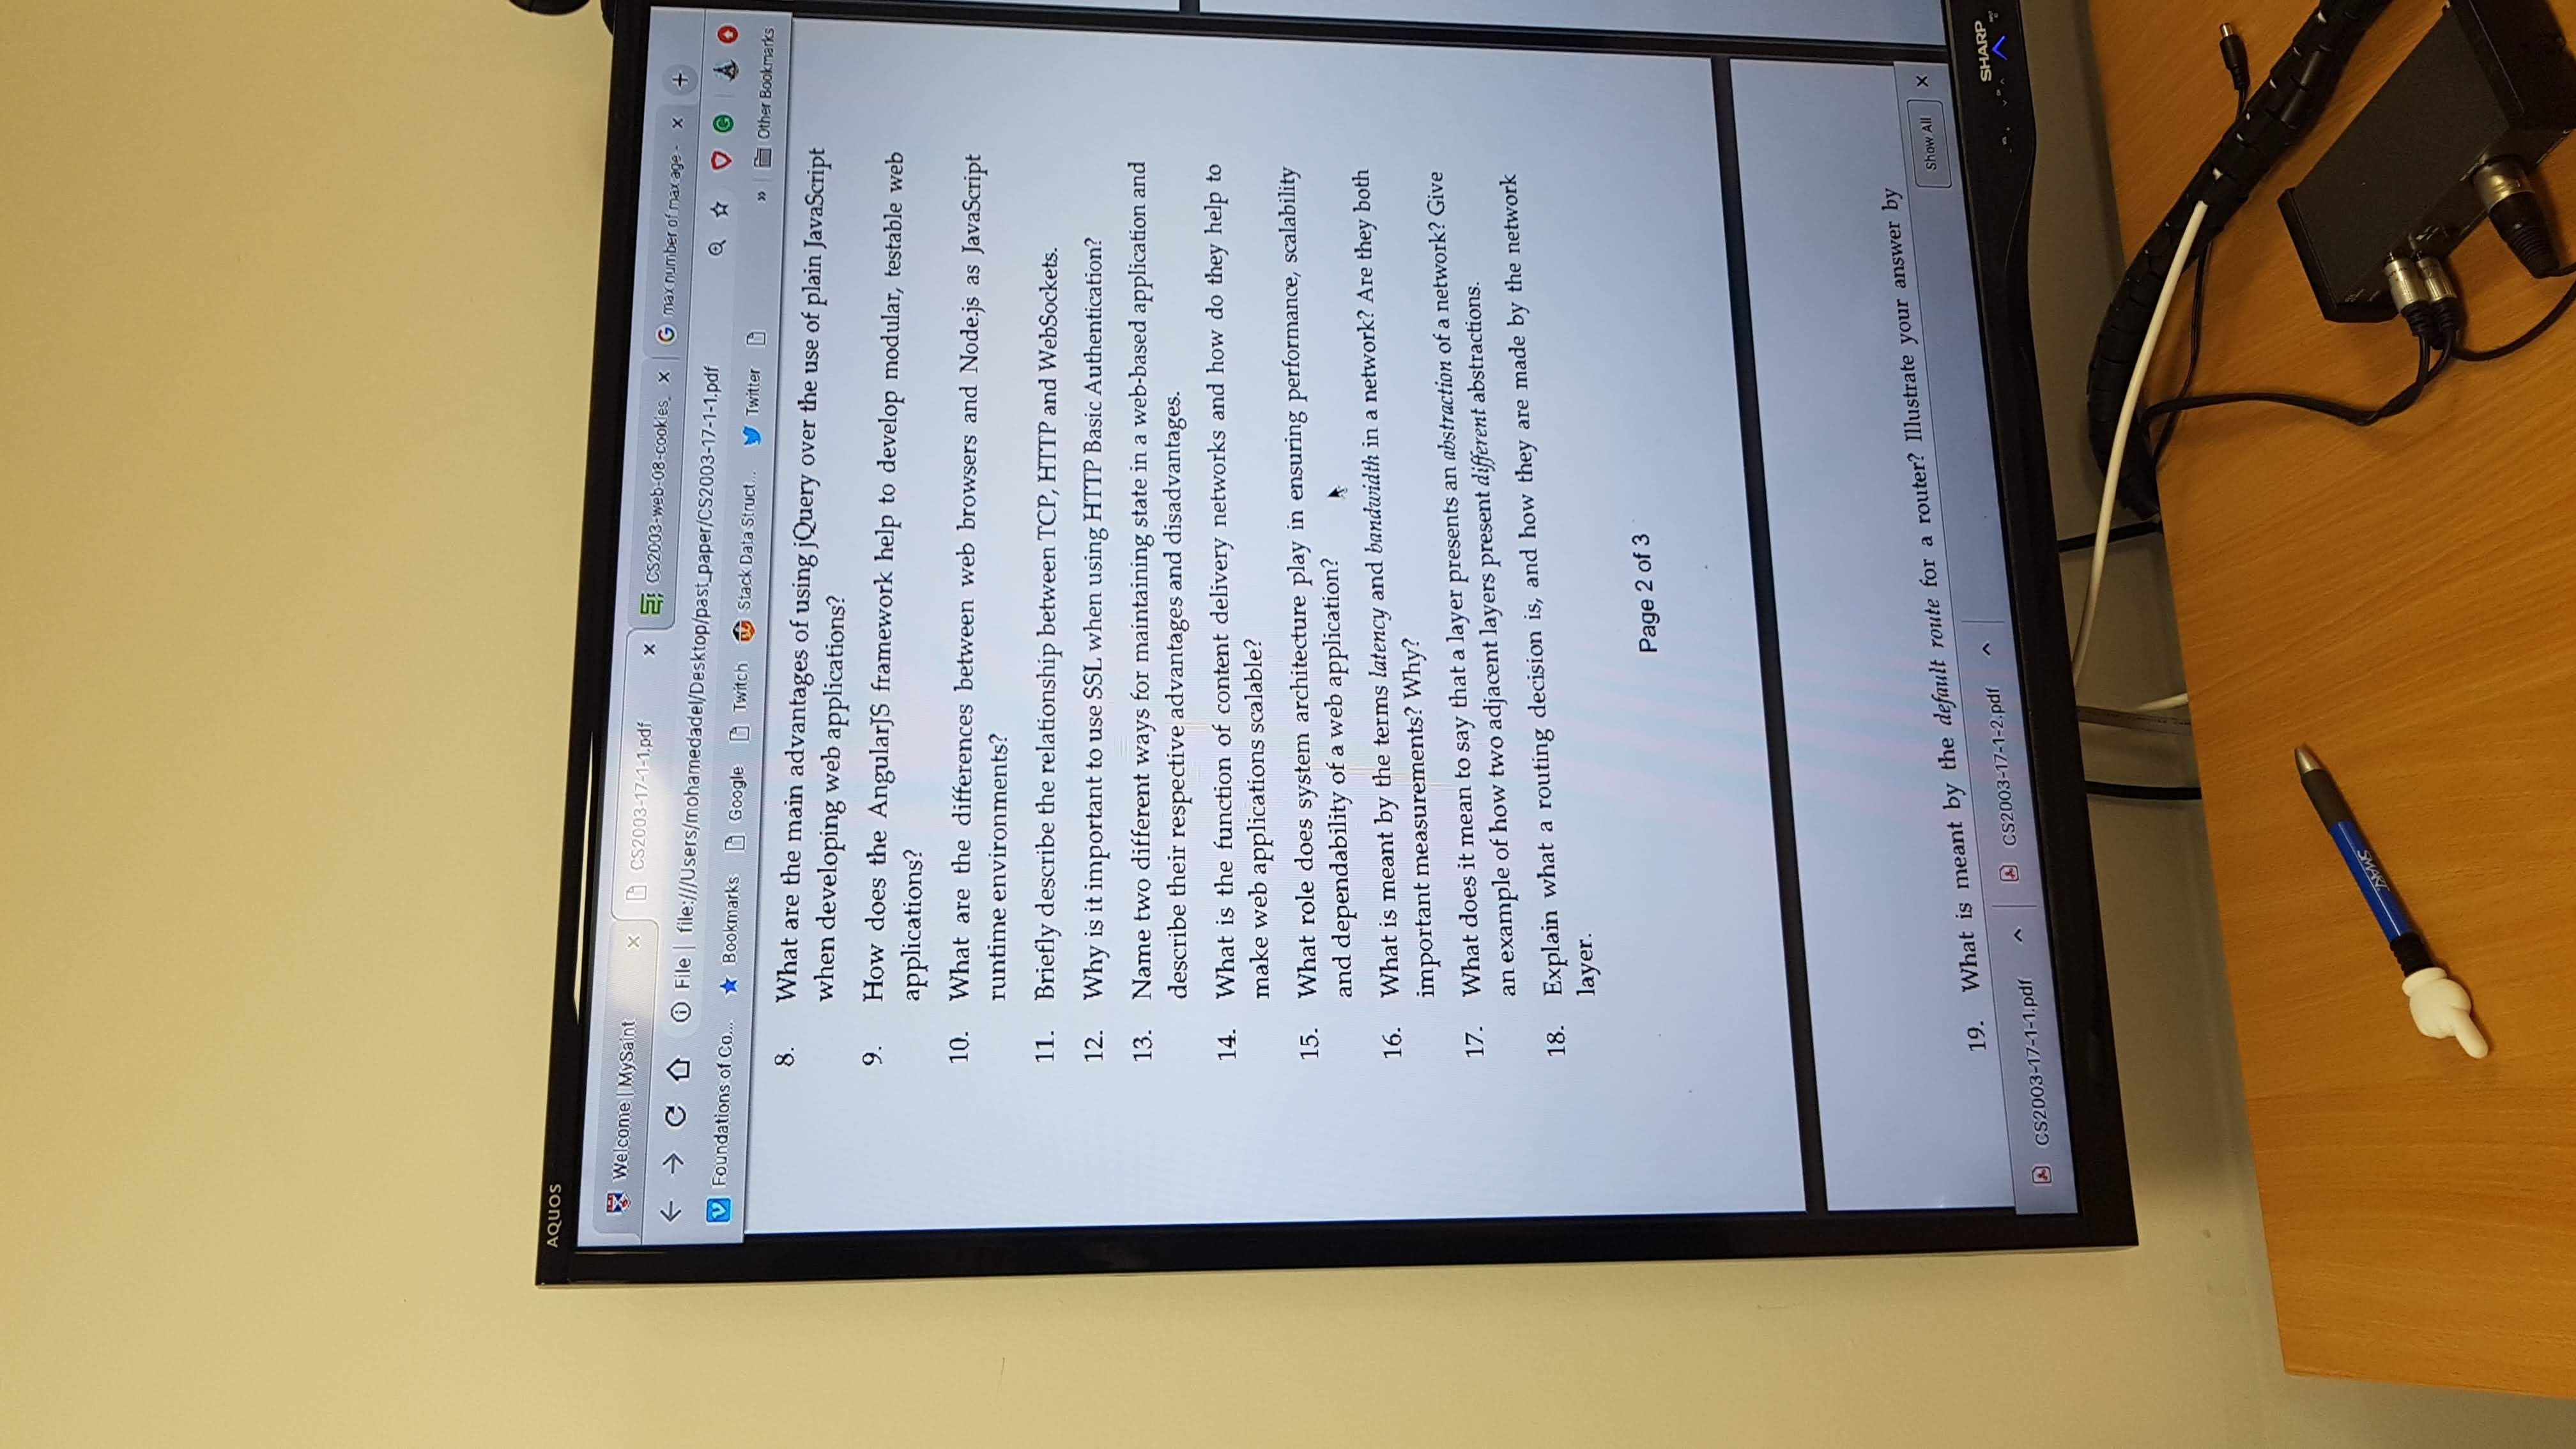 AQUOS
Welcome | MySaint
CS2003-17-1-1.pdf
CS2003-web-08-cookies_
max number of max age -
File | file:///Users/mohamedadel/Desktop/past_paper/CS2003-17-1-1.pdf
Foundations of Co...
Bookmarks
Google
Twitch
Stack Data Struct...
Twitter
»
Other Bookmarks
8. What are the main advantages of using jQuery over the use of plain JavaScript
when developing web applications?
9. How does the AngularJS framework help to develop modular, testable web
applications?
10. What are the differences between web browsers and Node.js as JavaScript
runtime environments?
11. Briefly describe the relationship between TCP, HTTP and WebSockets.
12. Why is it important to use SSL when using HTTP Basic Authentication?
13. Name two different ways for maintaining state in a web-based application and
describe their respective advantages and disadvantages.
14. What is the function of content delivery networks and how do they help to
make web applications scalable?
15. What role does system architecture play in ensuring performance, scalability
and dependability of a web application?
16. What is meant by the terms latency and bandwidth in a network? Are they both
important measurements? Why?
17. What does it mean to say that a layer presents an abstraction of a network? Give
an example of how two adjacent layers present different abstractions.
18. Explain what a routing decision is, and how they are made by the network
layer.
Page 2 of 3
19. What is meant by the default route for a router? Illustrate your answer by
Show All
CS2003-17-1-1.pdf
CS2003-17-1-2.pdf
SHARP
SMART